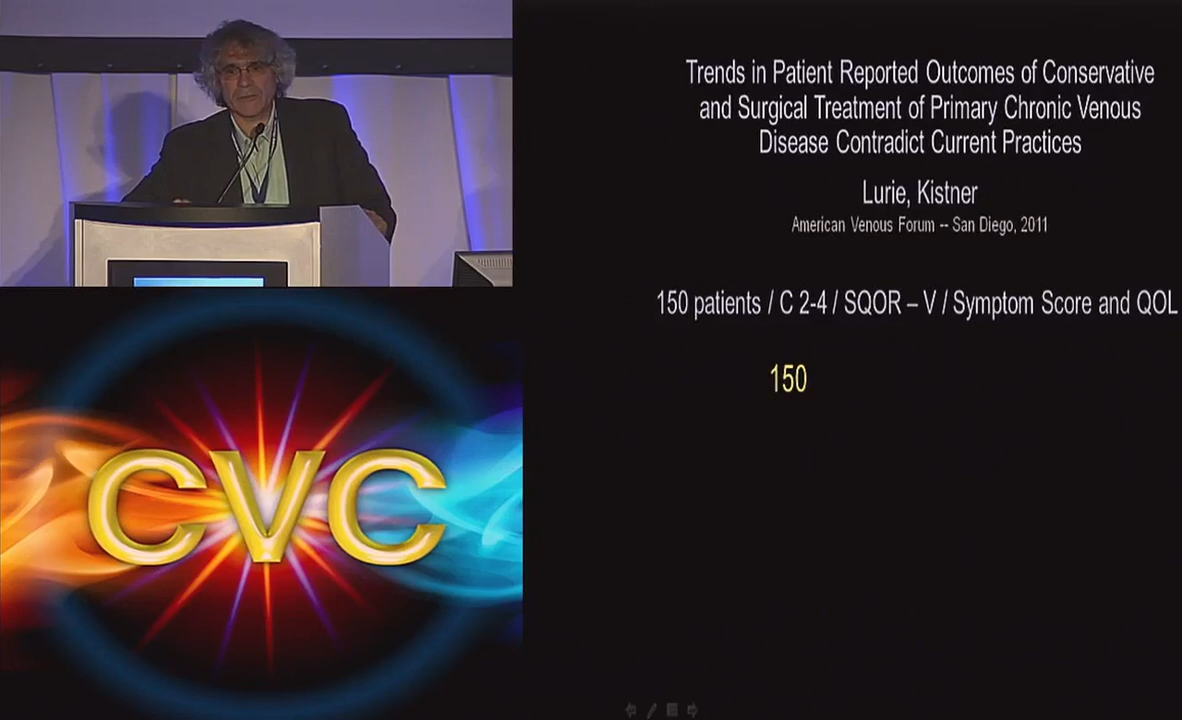 Trends in Patient Reported Outcomes of Conservative
and Surgical Treatment of Primary Chronic Venous
Disease Contradict Current Practices
Lurie, Kistner
American Venous Forum -- San Diego, 2011
150 patients / C 2-4 / SQOR – V / Symptom Score and QOL
150
CVC